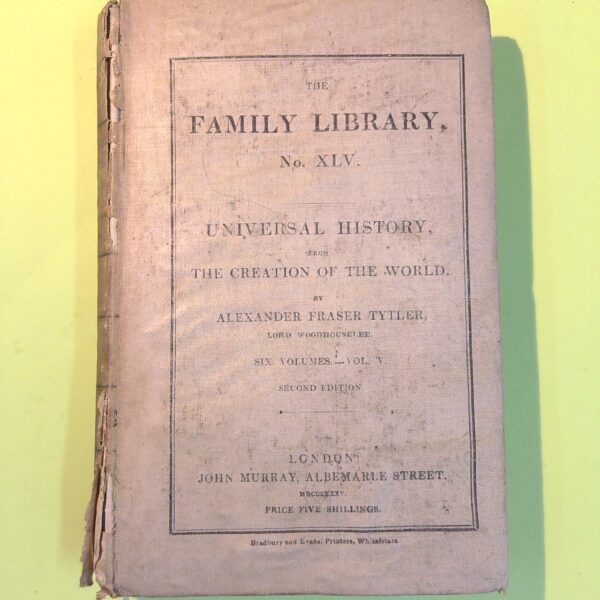 THE
FAMILY LIBRARY.
No. XLV.
UNIVERSAL HISTORY,
FROM
THE CREATION OF THE WORLD.
BY
ALEXANDER FRASER TYTLER,
LORD WOODHOUSELEE.
SIX VOLUMES.—VOL. V.
SECOND EDITION.
LONDON:
JOHN MURRAY, ALBEMARLE STREET.
MDCCCXXXV.
PRICE FIVE SHILLINGS.
Bradbury and Evans, Printers, Whitefriars.